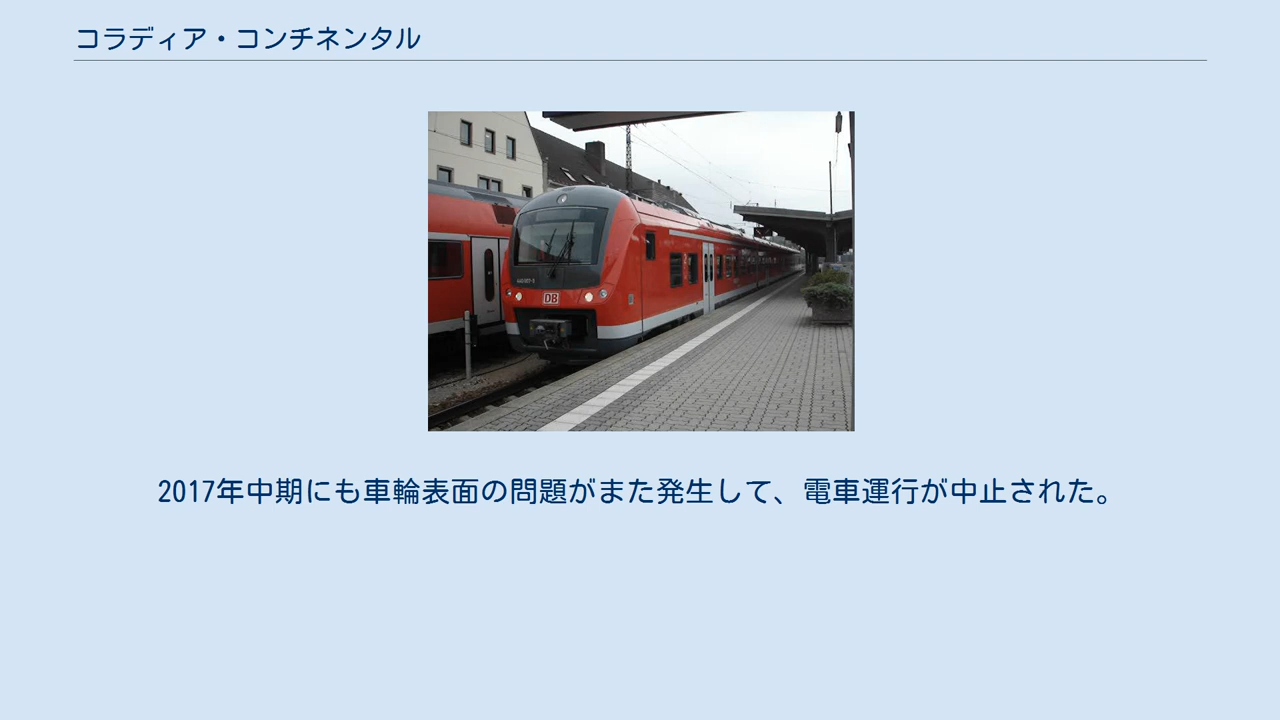 コラディア・コンチネンタル
DB
2017年中期にも車輪表面の問題がまた発生して、電車運行が中止された。